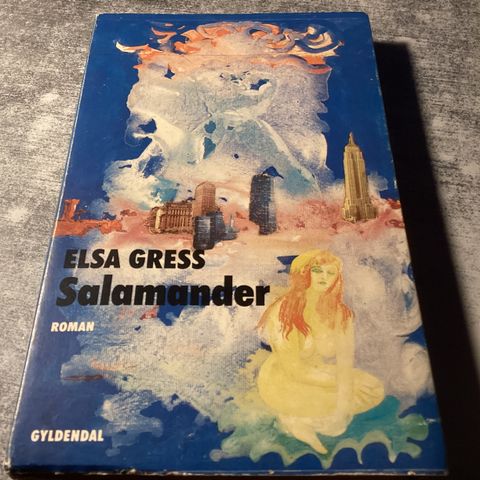 ELSA GRESS
Salamander
ROMAN
GYLDENDAL